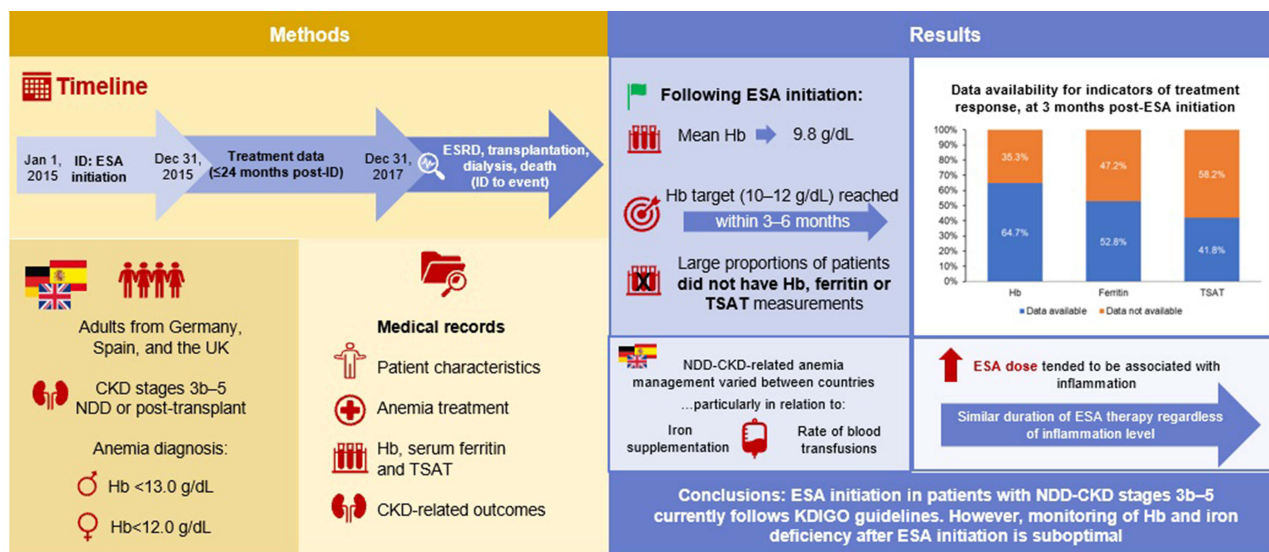 Methods
Timeline
Jan 1,
2015
ID: ESA
initiation
Dec 31,
2015
Treatment data
(≤24 months post-ID)
Dec 31,
2017
ESRD, transplantation,
dialysis, death
(ID to event)
Adults from Germany,
Spain, and the UK
CKD stages 3b–5
NDD or post-transplant
Anemia diagnosis:
Hb <13.0 g/dL
Hb<12.0 g/dL
Medical records
Patient characteristics
Anemia treatment
Hb, serum ferritin
and TSAT
CKD-related outcomes
Results
Following ESA initiation:
Mean Hb
9.8 g/dL
Hb target (10–12 g/dL) reached
within 3–6 months
X
Large proportions of patients
did not have Hb, ferritin or
TSAT measurements
Data availability for indicators of treatment
response, at 3 months post-ESA initiation
100%
90%
80%
70%
60%
50%
40%
30%
20%
10%
0%
35.3%
47.2%
58.2%
64.7%
52.8%
41.8%
Hb
Ferritin
TSAT
Data available
Data not available
NDD-CKD-related anemia
management varied between countries
...particularly in relation to:
Iron
supplementation
Rate of blood
transfusions
ESA dose tended to be associated with
inflammation
Similar duration of ESA therapy regardless
of inflammation level
Conclusions: ESA initiation in patients with NDD-CKD stages 3b–5
currently follows KDIGO guidelines. However, monitoring of Hb and iron
deficiency after ESA initiation is suboptimal